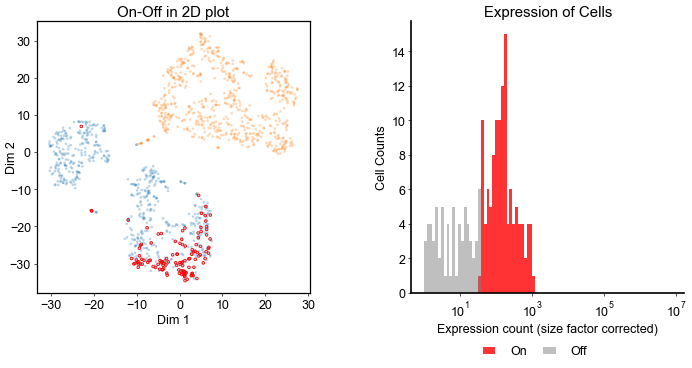 On-Off in 2D plot
Dim 2
30
20
10
0
−10
−20
−30
−30 −20 −10 0 10 20 30
Dim 1
Expression of Cells
Cell Counts
14
12
10
8
6
4
2
0
10¹ 10³ 10⁵ 10⁷
Expression count (size factor corrected)
On Off